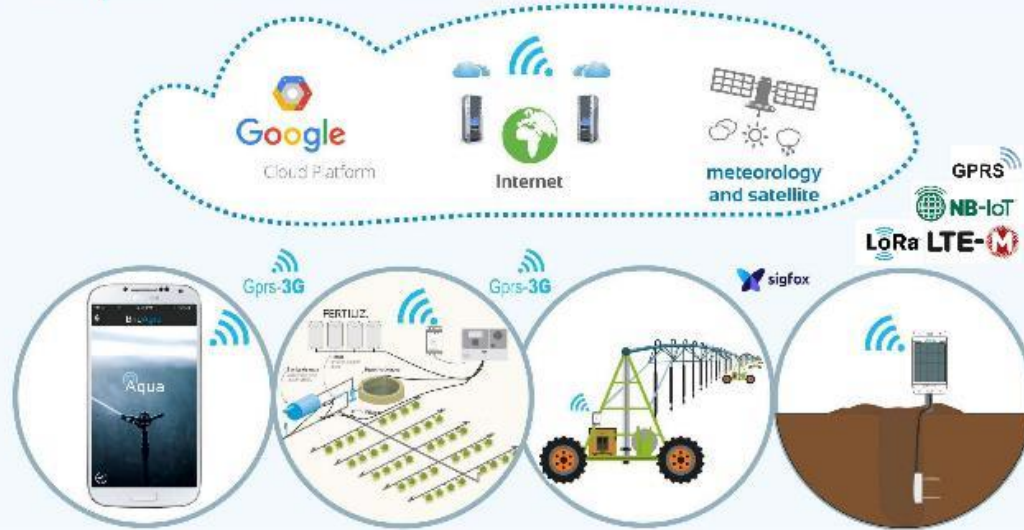 Google
Cloud Platform
Internet
meteorology
and satellite
GPRS
NB-IoT
LoRa LTE-M
Gprs-3G
Gprs-3G
sigfox
FERTILIZ.
Aqua